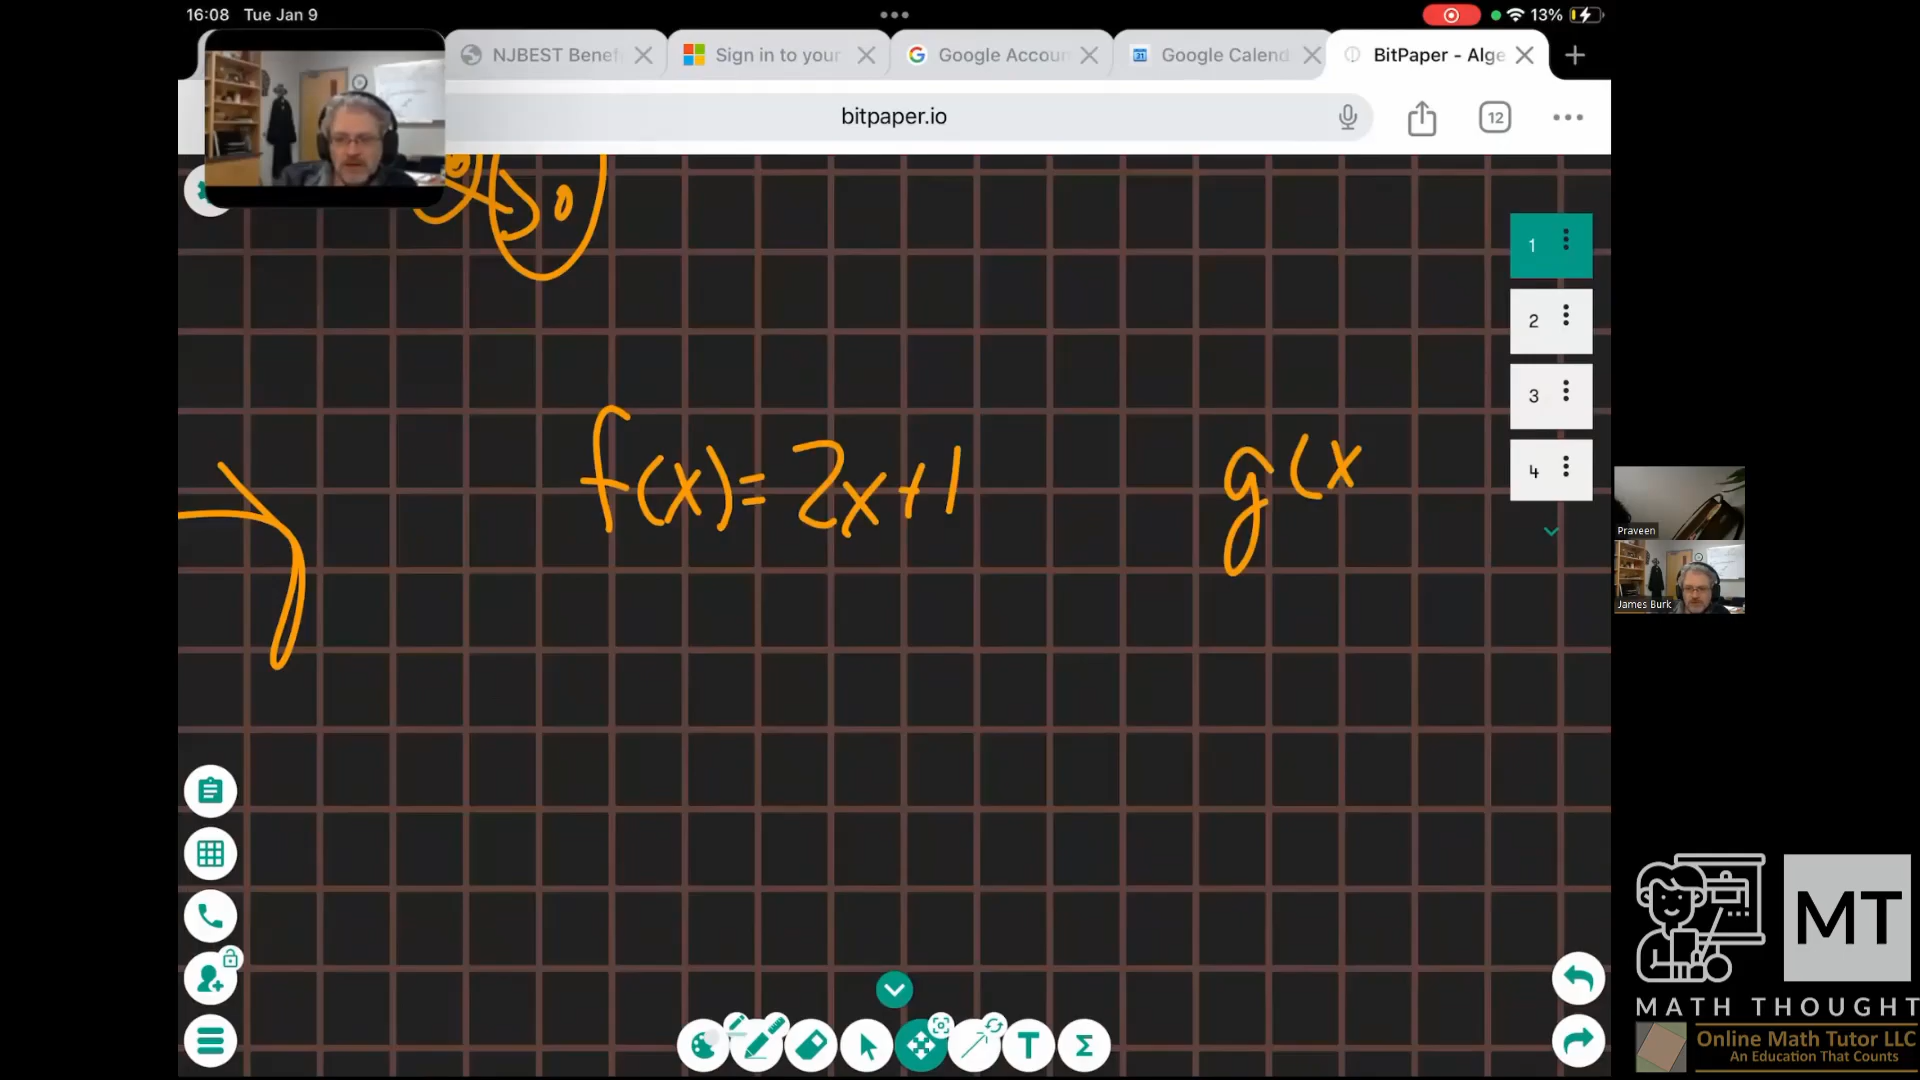 16:08 Tue Jan 9
13%
NJBEST Benef
Sign in to your
Google Accoun
Google Calend
BitPaper - Alge
bitpaper.io
12
1
2
3
4
f(x)= 2x+1
g(x
Praveen
James Burk
T
Σ
MT
MATH THOUGHT
Online Math Tutor LLC
An Education That Counts